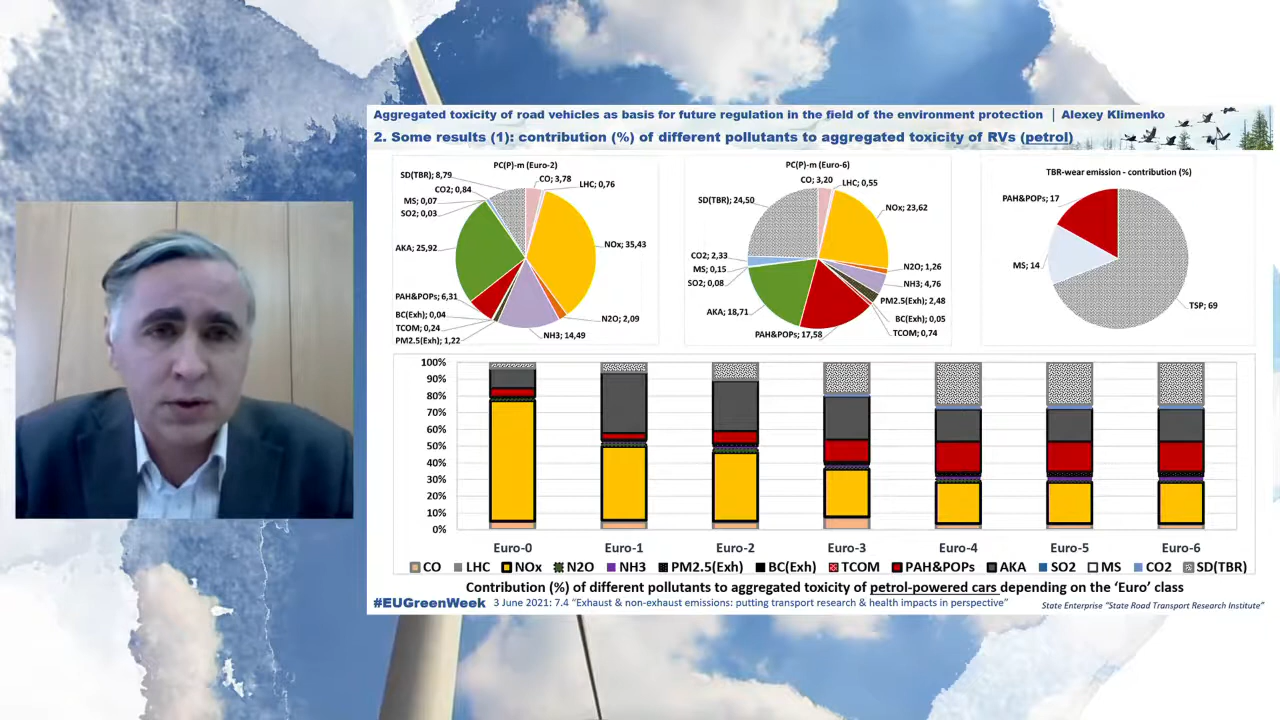 Aggregated toxicity of road vehicles as basis for future regulation in the field of the environment protection | Alexey Klimenko
2. Some results (1): contribution (%) of different pollutants to aggregated toxicity of RVs (petrol)
PC(P)-m (Euro-2)
SD(TBR); 8,79
CO; 3,78
LHC; 0,76
CO2; 0,84
MS; 0,07
SO2; 0,03
NOx; 35,43
AKA; 25,92
PAH&POPs; 6,31
BC(Exh); 0,04
TCOM; 0,24
PM2.5(Exh); 1,22
N2O; 2,09
NH3; 14,49
PC(P)-m (Euro-6)
CO; 3,20
LHC; 0,55
SD(TBR); 24,50
NOx; 23,62
CO2; 2,33
MS; 0,15
SO2; 0,08
N2O; 1,26
NH3; 4,76
PM2.5(Exh); 2,48
BC(Exh); 0,05
TCOM; 0,74
AKA; 18,71
PAH&POPs; 17,58
TBR-wear emission - contribution (%)
PAH&POPs; 17
MS; 14
TSP; 69
100%
90%
80%
70%
60%
50%
40%
30%
20%
10%
0%
Euro-0 Euro-1 Euro-2 Euro-3 Euro-4 Euro-5 Euro-6
CO LHC NOx N2O NH3 PM2.5(Exh) BC(Exh) TCOM PAH&POPs AKA SO2 MS CO2 SD(TBR)
Contribution (%) of different pollutants to aggregated toxicity of petrol-powered cars depending on the ‘Euro’ class
#EUGreenWeek 3 June 2021: 7.4 “Exhaust & non-exhaust emissions: putting transport research & health impacts in perspective”
State Enterprise “State Road Transport Research Institute”